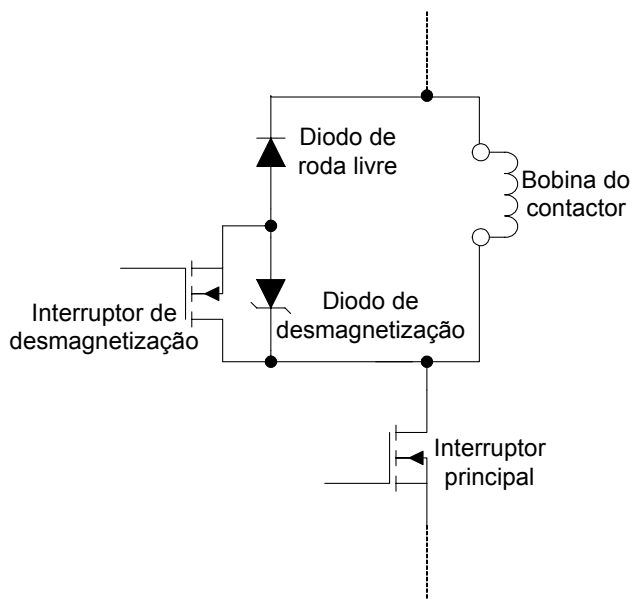 Diodo de
roda livre
Bobina do
contactor
Interruptor de
desmagnetização
Diodo de
desmagnetização
Interruptor
principal